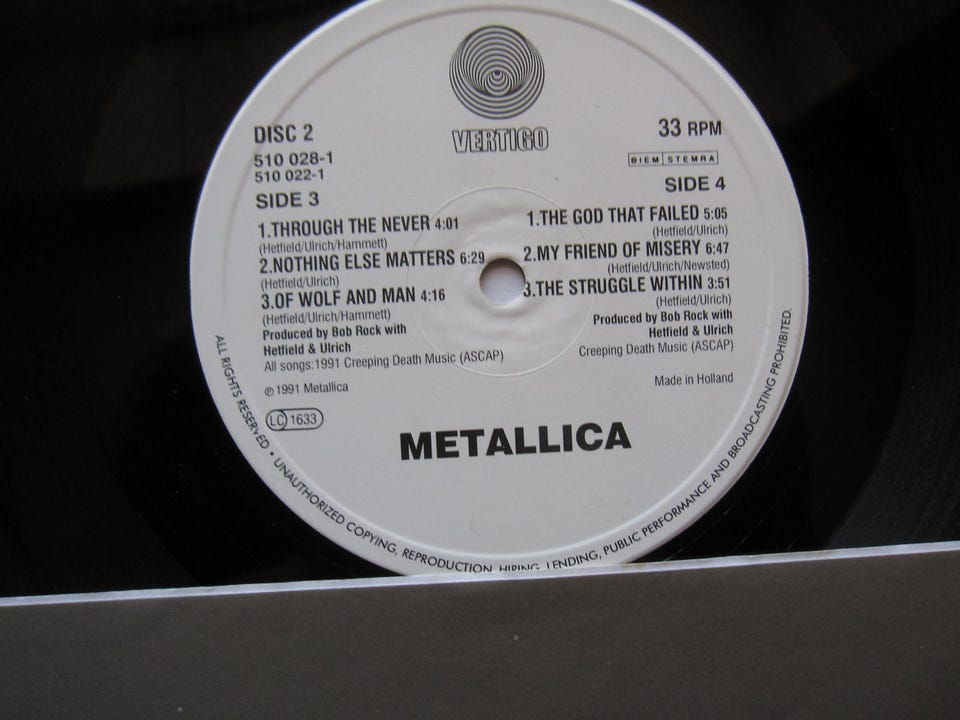 VERTIGO
DISC 2
510 028-1
510 022-1
SIDE 3
1.THROUGH THE NEVER 4:01
(Hetfield/Ulrich/Hammett)
2.NOTHING ELSE MATTERS 6:29
(Hetfield/Ulrich)
3.OF WOLF AND MAN 4:16
(Hetfield/Ulrich/Hammett)
Produced by Bob Rock with
Hetfield & Ulrich
All songs:1991 Creeping Death Music (ASCAP)
℗1991 Metallica
LC 1633
33 RPM
BIEM STEMRA
SIDE 4
1.THE GOD THAT FAILED 5:05
(Hetfield/Ulrich)
2.MY FRIEND OF MISERY 6:47
(Hetfield/Ulrich/Newsted)
3.THE STRUGGLE WITHIN 3:51
(Hetfield/Ulrich)
Produced by Bob Rock with
Hetfield & Ulrich
Creeping Death Music (ASCAP)
Made in Holland
METALLICA
ALL RIGHTS RESERVED • UNAUTHORIZED COPYING, REPRODUCTION, HIRING, LENDING, PUBLIC PERFORMANCE AND BROADCASTING PROHIBITED.